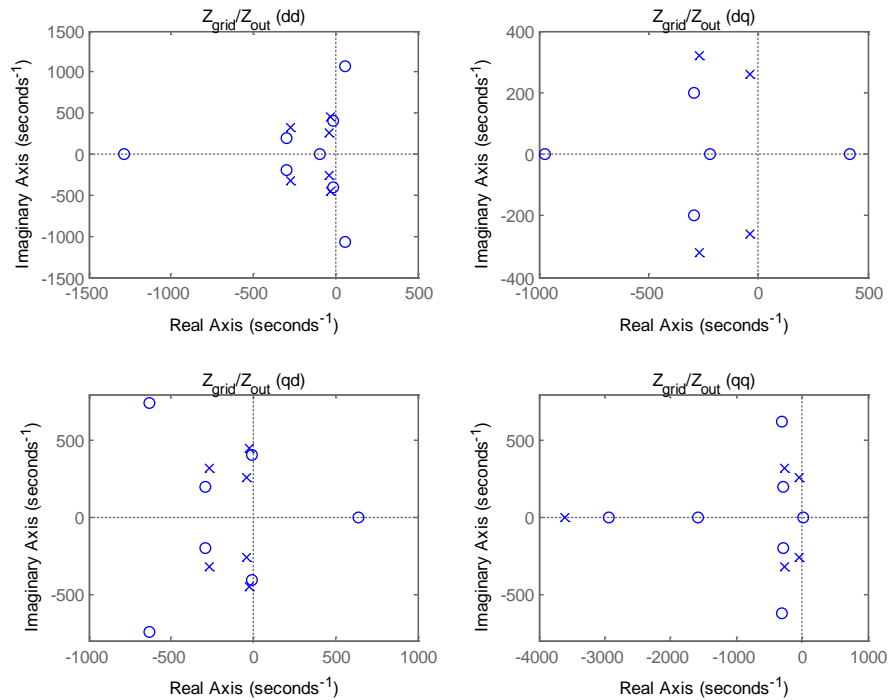 Z_grid/Z_out (dd)
1500
1000
500
0
-500
-1000
-1500
-1500 -1000 -500 0 500
Imaginary Axis (seconds⁻¹)
Real Axis (seconds⁻¹)
Z_grid/Z_out (dq)
400
200
0
-200
-400
-1000 -500 0 500
Imaginary Axis (seconds⁻¹)
Real Axis (seconds⁻¹)
Z_grid/Z_out (qd)
500
0
-500
-1000 -500 0 500 1000
Imaginary Axis (seconds⁻¹)
Real Axis (seconds⁻¹)
Z_grid/Z_out (qq)
500
0
-500
-4000 -3000 -2000 -1000 0
Imaginary Axis (seconds⁻¹)
Real Axis (seconds⁻¹)